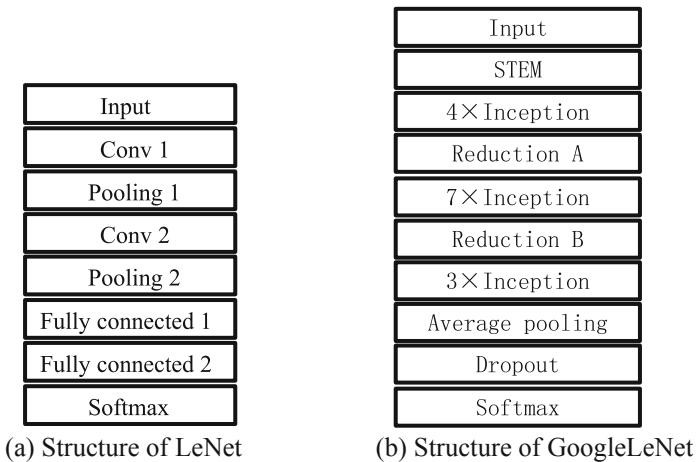 Input
Conv 1
Pooling 1
Conv 2
Pooling 2
Fully connected 1
Fully connected 2
Softmax
(a) Structure of LeNet
Input
STEM
4×Inception
Reduction A
7×Inception
Reduction B
3×Inception
Average pooling
Dropout
Softmax
(b) Structure of GoogleLeNet